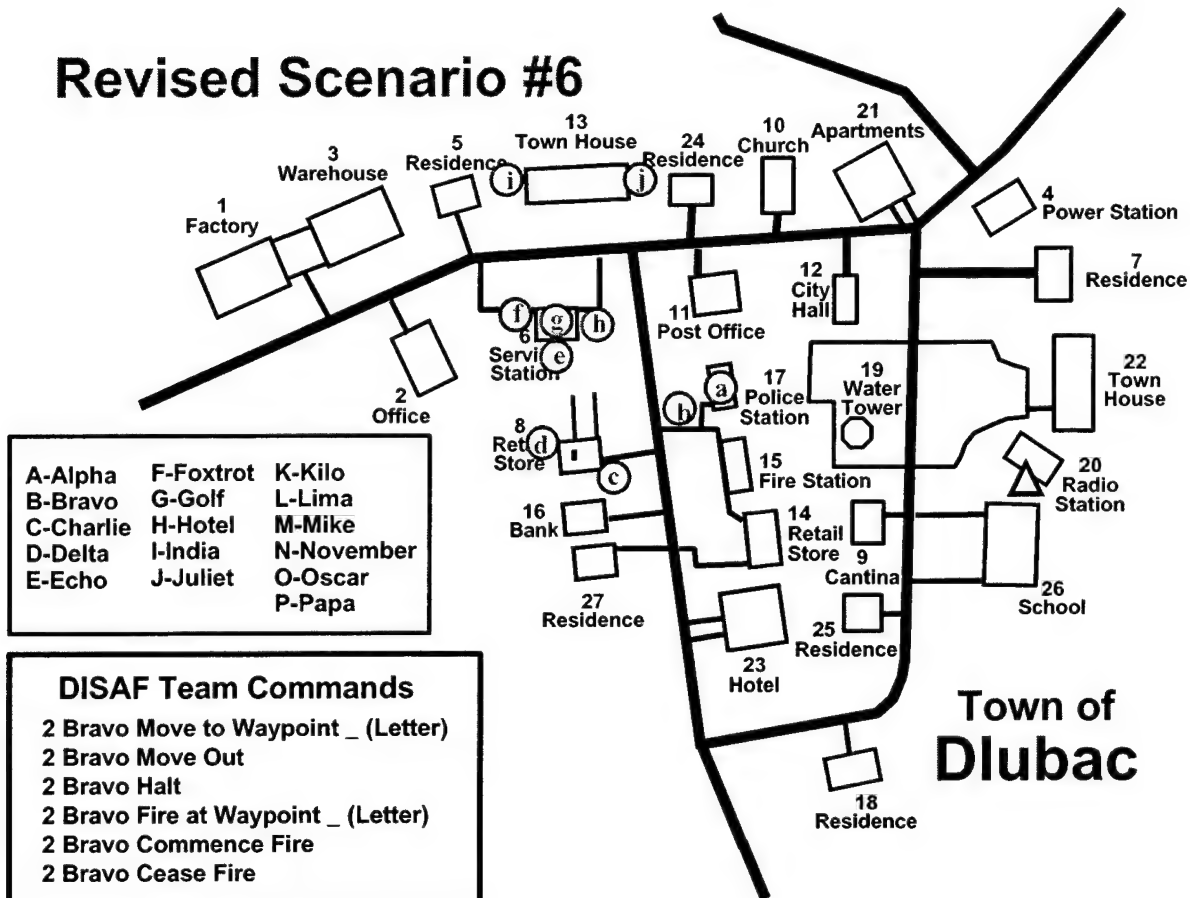 Revised Scenario #6
1
Factory
3
Warehouse
5
Residence
13
Town House
i
j
24
Residence
10
Church
21
Apartments
4
Power Station
7
Residence
12
City
Hall
11
Post Office
f
g
h
6
Servi
e
Station
2
Office
a
b
17
Police
Station
19
Water
Tower
22
Town
House
8
Reta
d
Store
c
15
Fire Station
20
Radio
Station
16
Bank
14
Retail
Store
9
Cantina
26
School
27
Residence
23
Hotel
25
Residence
18
Residence
Town of
Dlubac
A-Alpha F-Foxtrot K-Kilo
B-Bravo G-Golf L-Lima
C-Charlie H-Hotel M-Mike
D-Delta I-India N-November
E-Echo J-Juliet O-Oscar
P-Papa
DISAF Team Commands
2 Bravo Move to Waypoint _ (Letter)
2 Bravo Move Out
2 Bravo Halt
2 Bravo Fire at Waypoint _ (Letter)
2 Bravo Commence Fire
2 Bravo Cease Fire